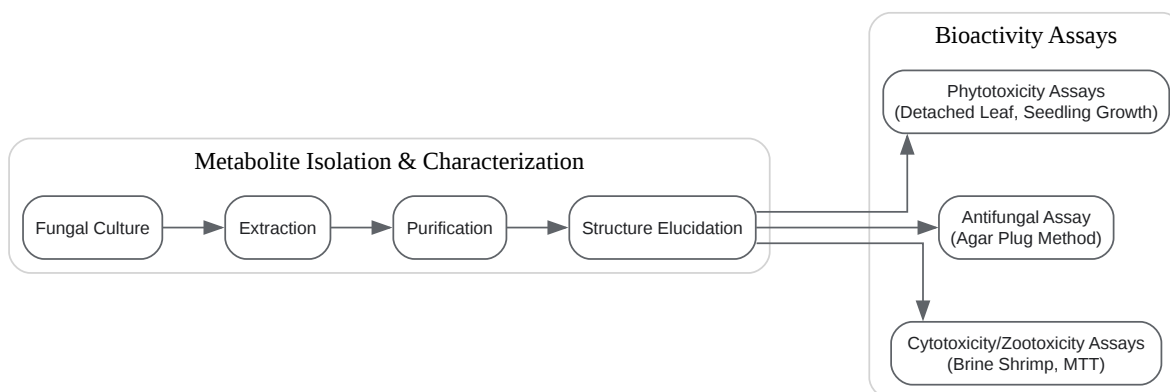 Bioactivity Assays
Phytotoxicity Assays
(Detached Leaf, Seedling Growth)
Metabolite Isolation & Characterization
Fungal Culture
Extraction
Purification
Structure Elucidation
Antifungal Assay
(Agar Plug Method)
Cytotoxicity/Zootoxicity Assays
(Brine Shrimp, MTT)